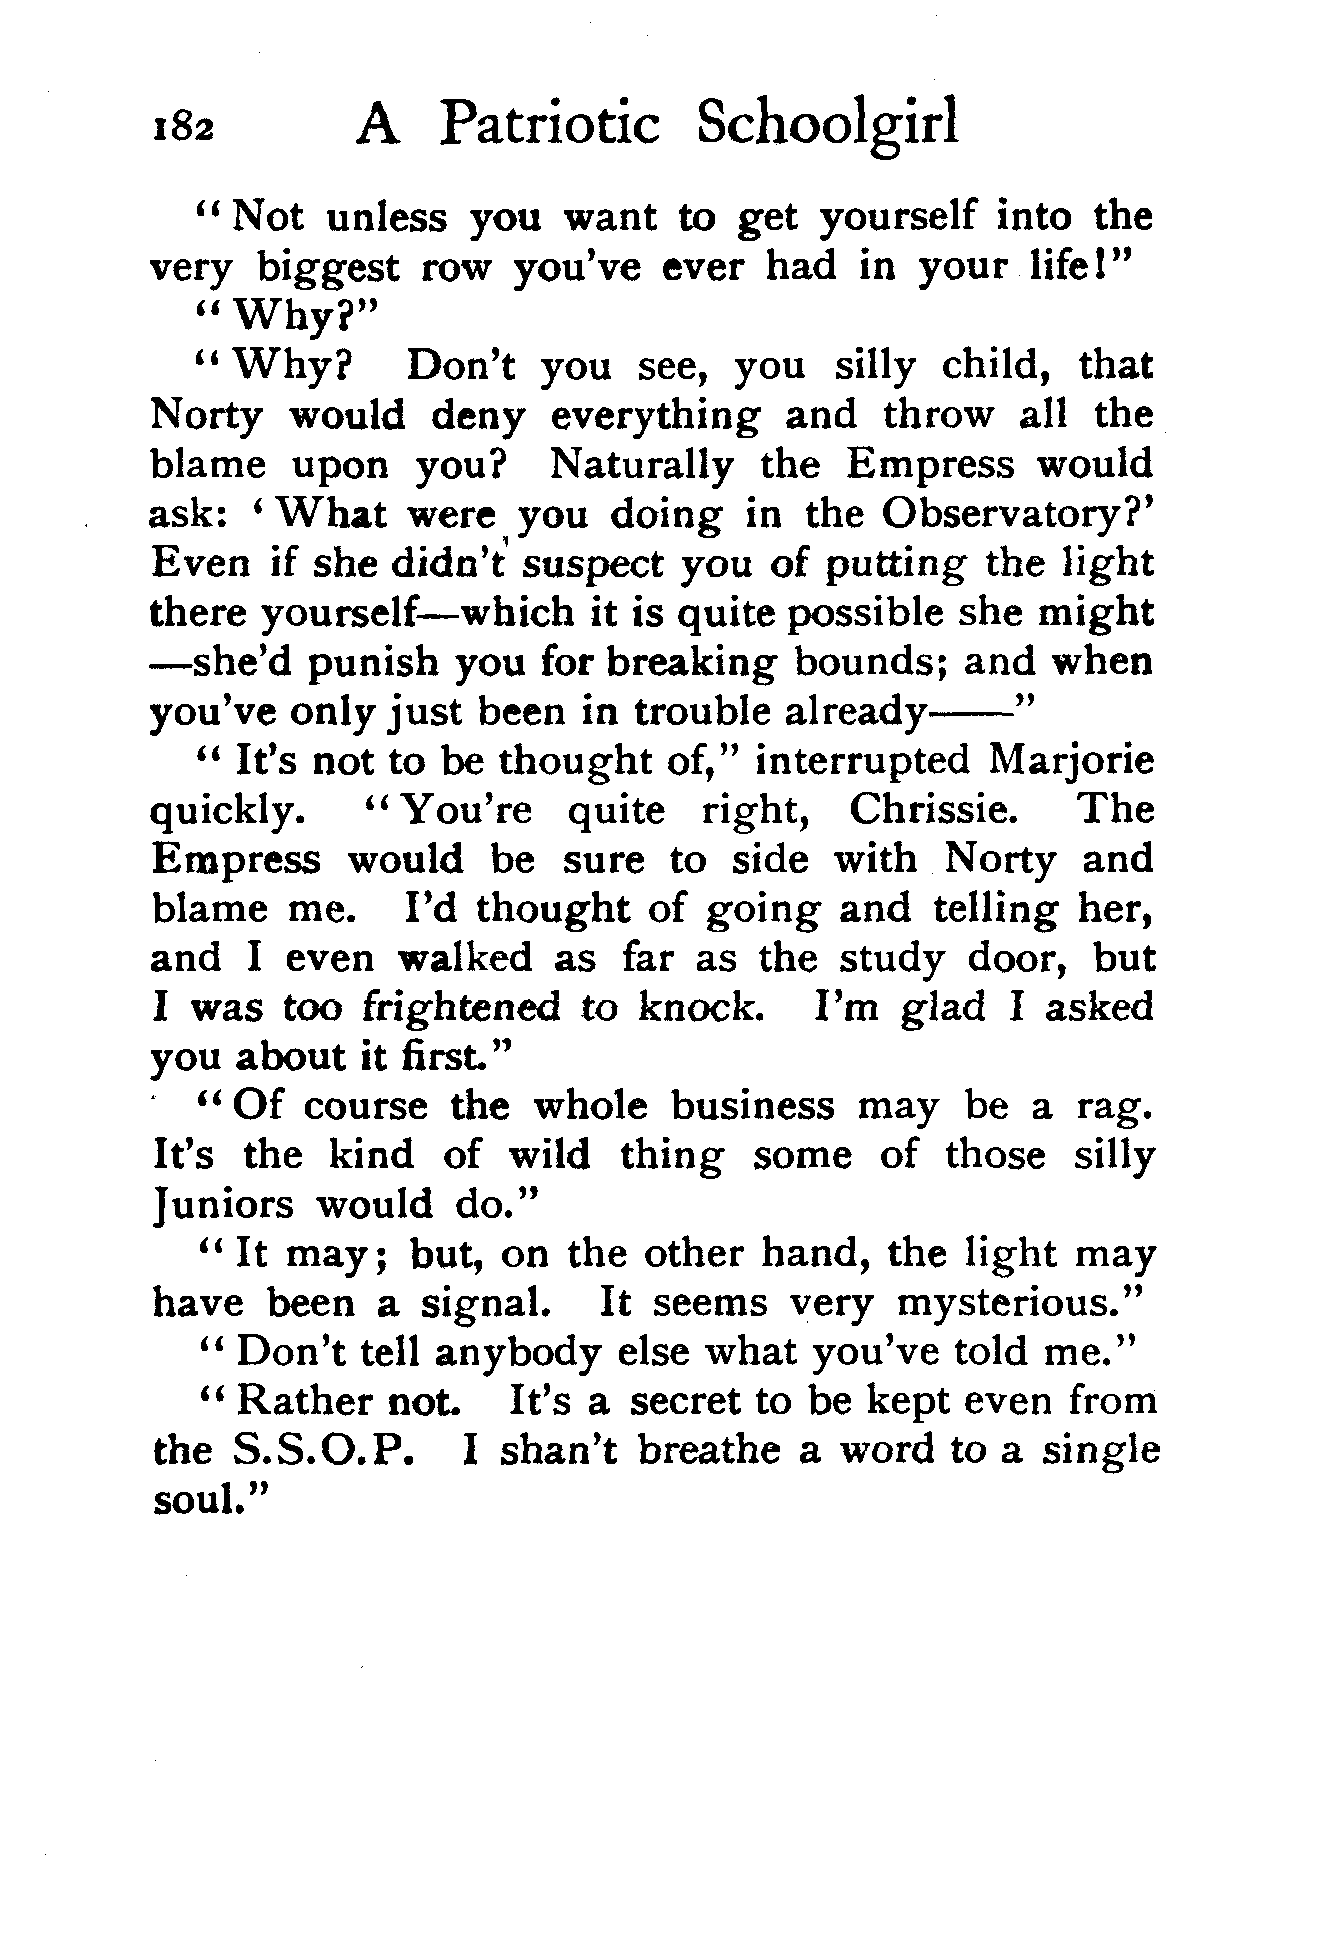 182 A Patriotic Schoolgirl
“Not unless you want to get yourself into the
very biggest row you've ever had in your life!”
“Why?”
“Why? Don't you see, you silly child, that
Norty would deny everything and throw all the
blame upon you? Naturally the Empress would
ask: ‘What were you doing in the Observatory?’
Even if she didn't suspect you of putting the light
there yourself—which it is quite possible she might
—she'd punish you for breaking bounds; and when
you've only just been in trouble already——”
“It's not to be thought of,” interrupted Marjorie
quickly. “You're quite right, Chrissie. The
Empress would be sure to side with Norty and
blame me. I'd thought of going and telling her,
and I even walked as far as the study door, but
I was too frightened to knock. I'm glad I asked
you about it first.”
“Of course the whole business may be a rag.
It's the kind of wild thing some of those silly
Juniors would do.”
“It may; but, on the other hand, the light may
have been a signal. It seems very mysterious.”
“Don't tell anybody else what you've told me.”
“Rather not. It's a secret to be kept even from
the S.S.O.P. I shan't breathe a word to a single
soul.”